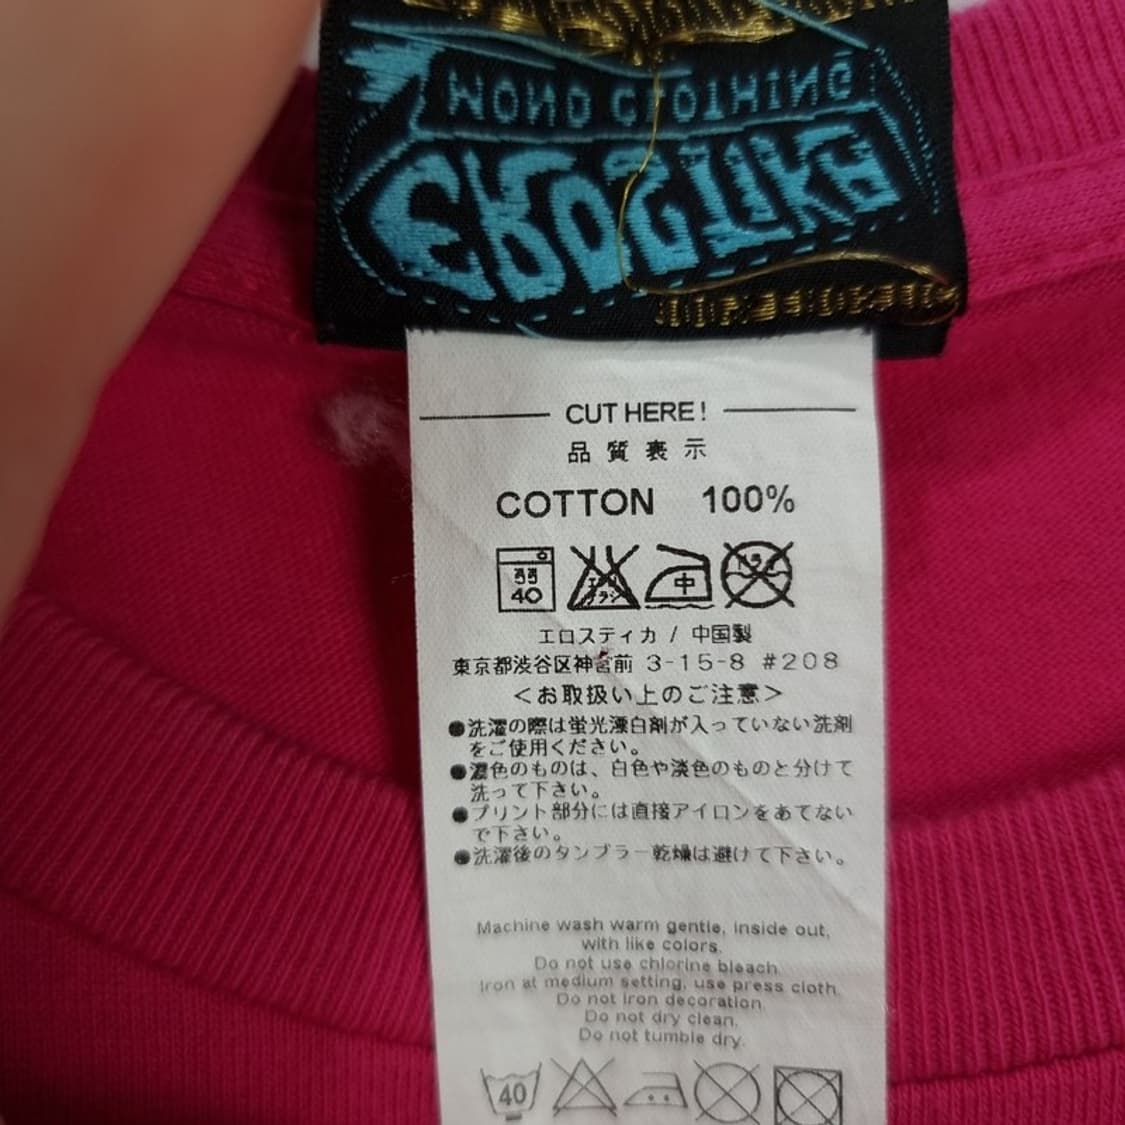 MONO CLOTHING
EROSTIKA
CUT HERE!
品質表示
COTTON 100%
40
エロ
ブラシ
中
エロスティカ / 中国製
東京都渋谷区神宮前 3-15-8 #208
<お取扱い上のご注意>
●洗濯の際は蛍光漂白剤が入っていない洗剤
をご使用ください。
●濃色のものは、白色や淡色のものと分けて
洗って下さい。
●プリント部分には直接アイロンをあてない
で下さい。
●洗濯後のタンブラー乾燥は避けて下さい。
Machine wash warm gentle, inside out,
with like colors.
Do not use chlorine bleach.
Iron at medium setting, use press cloth.
Do not iron decoration.
Do not dry clean.
Do not tumble dry.
40